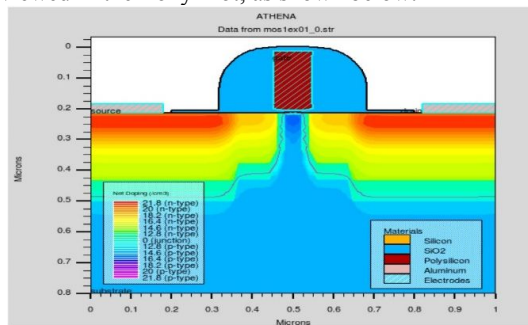 ATHENA
Data from mos1ex01_0.str
0
0.1
0.2
0.3
0.4
0.5
0.6
0.7
0.8
Microns
source
substrate
Net Doping (/cm3)
21.8 (n-type)
20 (n-type)
18.2 (n-type)
16.4 (n-type)
14.6 (n-type)
12.8 (n-type)
0 (junction)
12.8 (p-type)
14.6 (p-type)
16.4 (p-type)
18.2 (p-type)
20 (p-type)
21.8 (p-type)
Materials
Silicon
SiO2
Polysilicon
Aluminum
Electrodes
0 0.1 0.2 0.3 0.4 0.5 0.6 0.7 0.8 0.9 1
Microns